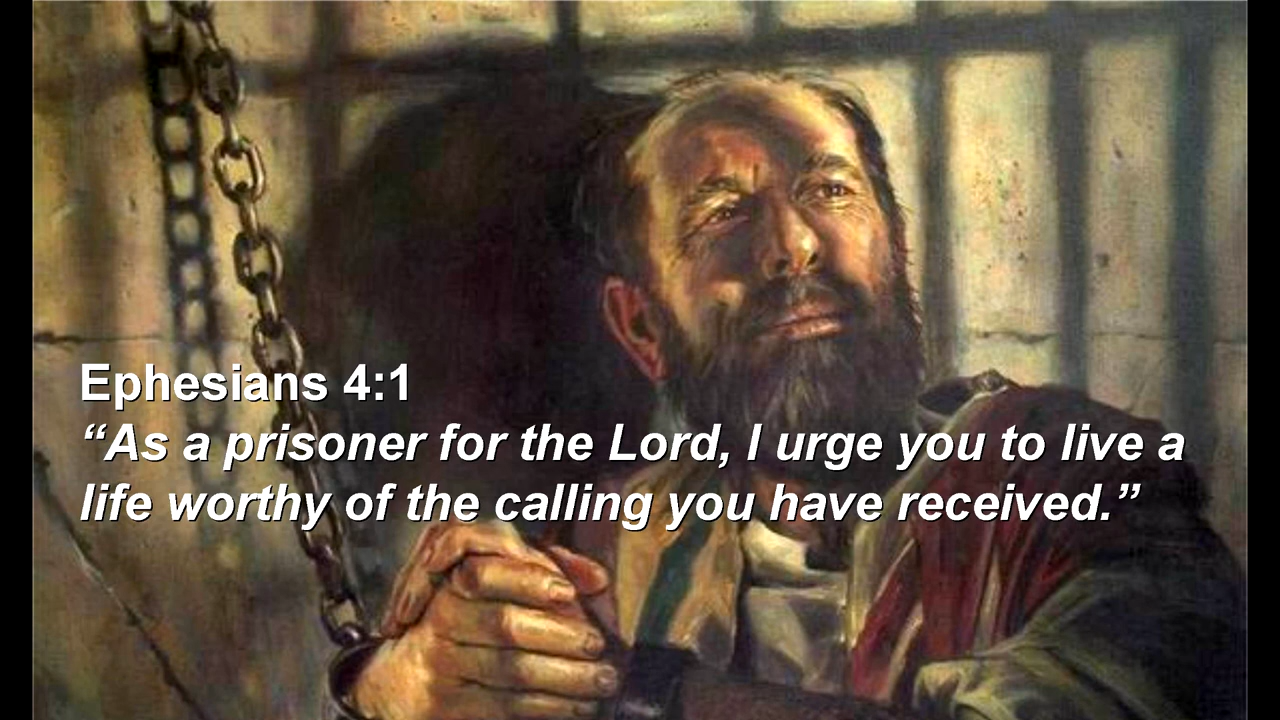 Ephesians 4:1
“As a prisoner for the Lord, I urge you to live a
life worthy of the calling you have received.”